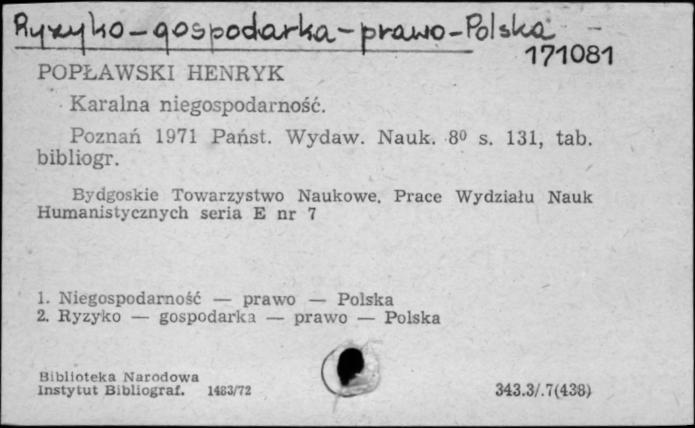 Ryzyko-gospodarka-prawo-Polska
171081
POPŁAWSKI HENRYK
Karalna niegospodarność.
Poznań 1971 Państ. Wydaw. Nauk. 8⁰ s. 131, tab.
bibliogr.
Bydgoskie Towarzystwo Naukowe. Prace Wydziału Nauk
Humanistycznych seria E nr 7
1. Niegospodarność — prawo — Polska
2. Ryzyko — gospodarka — prawo — Polska
Biblioteka Narodowa
Instytut Bibliograf. 1483/72
343.3/.7(438)